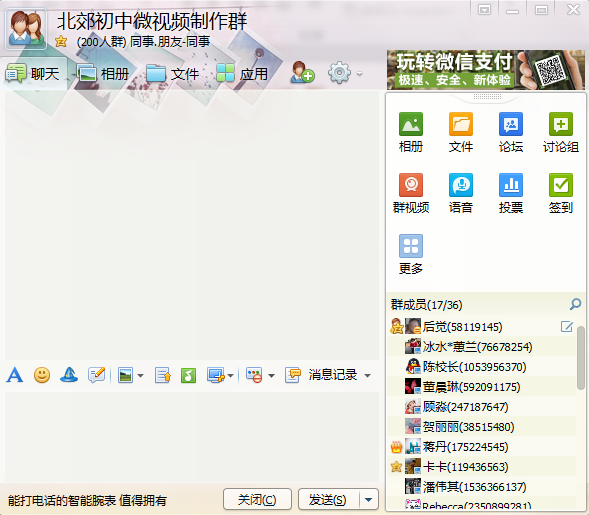 北郊初中微视频制作群
(200人群) 同事.朋友-同事
聊天 相册 文件 应用
玩转微信支付
极速、安全、新体验
相册 文件 论坛 讨论组
群视频 语音 投票 签到
更多
群成员(17/36)
后觉(58119145)
冰水*蕙兰(76678254)
陈校长(1053956370)
董晨琳(592091175)
顾淼(247187647)
贺丽丽(38515480)
蒋丹(175224545)
卡卡(119436563)
潘伟其(1536366137)
Rebecca(2350899281)
消息记录
能打电话的智能腕表 值得拥有
关闭(C) 发送(S)